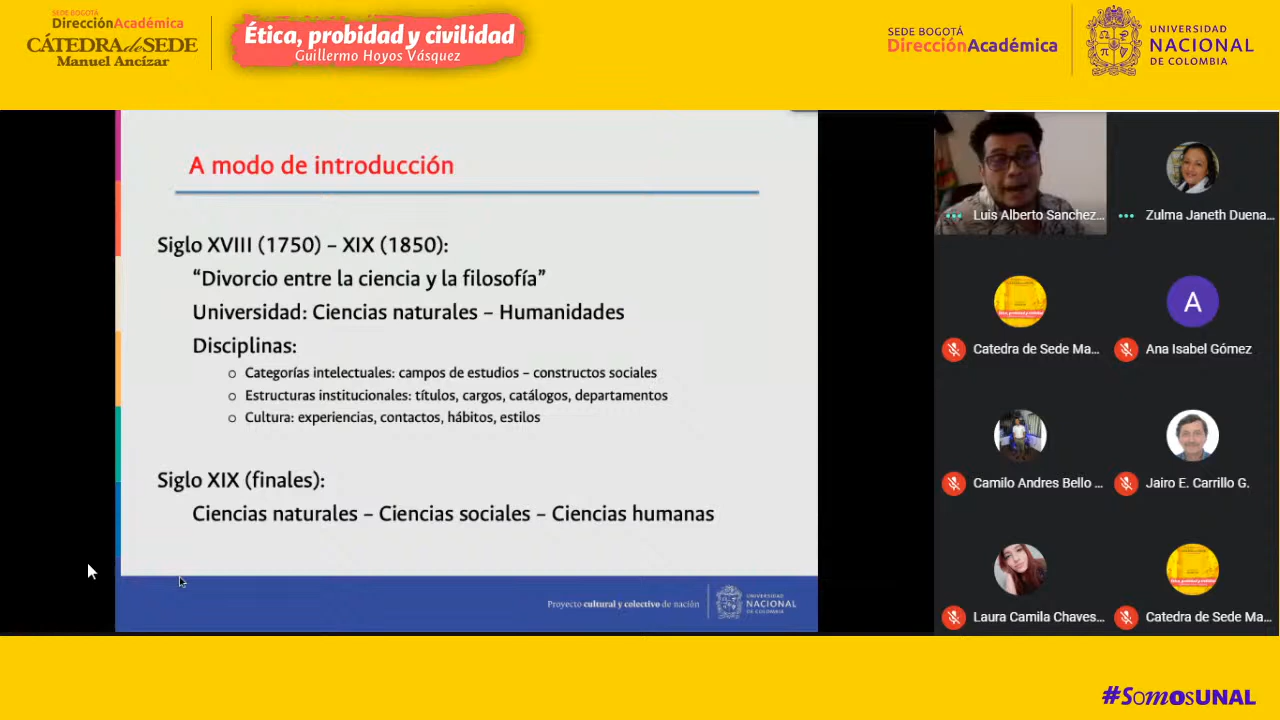 SEDE BOGOTÁ
DirecciónAcadémica
CÁTEDRA de SEDE
Manuel Ancízar
Ética, probidad y civilidad
Guillermo Hoyos Vásquez
SEDE BOGOTÁ
DirecciónAcadémica
UNIVERSIDAD
NACIONAL
DE COLOMBIA
A modo de introducción
Siglo XVIII (1750) – XIX (1850):
“Divorcio entre la ciencia y la filosofía”
Universidad: Ciencias naturales – Humanidades
Disciplinas:
o Categorías intelectuales: campos de estudios – constructos sociales
o Estructuras institucionales: títulos, cargos, catálogos, departamentos
o Cultura: experiencias, contactos, hábitos, estilos
Siglo XIX (finales):
Ciencias naturales – Ciencias sociales – Ciencias humanas
Proyecto cultural y colectivo de nación
UNIVERSIDAD
NACIONAL
DE COLOMBIA
Luis Alberto Sanchez...
Zulma Janeth Duena...
Catedra de Sede Ma...
A
Ana Isabel Gómez
Camilo Andres Bello ...
Jairo E. Carrillo G.
Laura Camila Chaves...
Catedra de Sede Ma...
#SomosUNAL